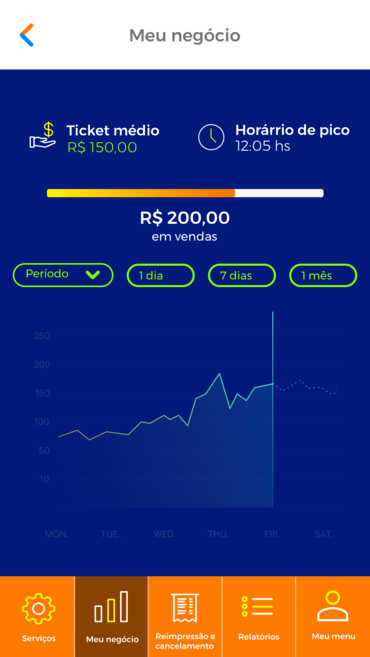 Meu negócio
Ticket médio
R$ 150,00
Horárrio de pico
12:05 hs
R$ 200,00
em vendas
Período
1 dia
7 dias
1 mês
250
200
150
100
50
10
MON.
TUE.
WED.
THU.
FRI.
SAT.
Serviços
Meu negócio
Reimpressão e
cancelamento
Relatórios
Meu menu